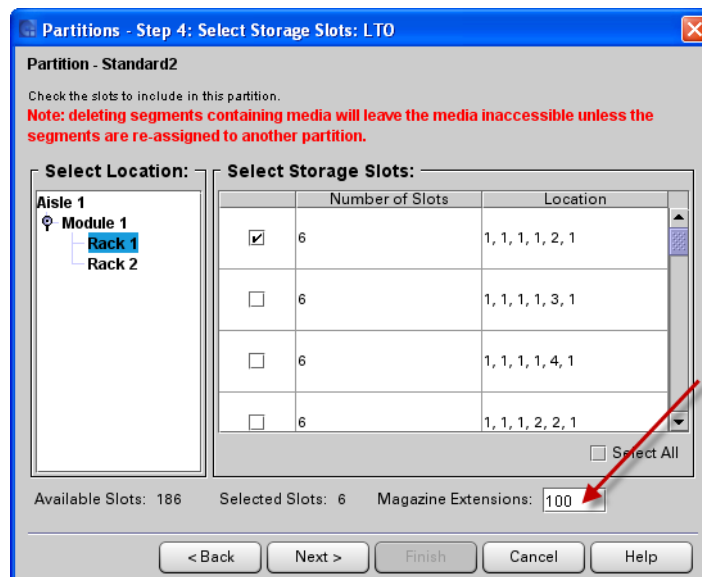 Partitions - Step 4: Select Storage Slots: LTO
Partition - Standard2
Check the slots to include in this partition.
Note: deleting segments containing media will leave the media inaccessible unless the
segments are re-assigned to another partition.
Select Location:
Select Storage Slots:
Aisle 1
Module 1
Rack 1
Rack 2
Number of Slots Location
6 1, 1, 1, 1, 2, 1
6 1, 1, 1, 1, 3, 1
6 1, 1, 1, 1, 4, 1
6 1, 1, 1, 2, 2, 1
Select All
Available Slots: 186 Selected Slots: 6 Magazine Extensions: 100
< Back Next > Finish Cancel Help